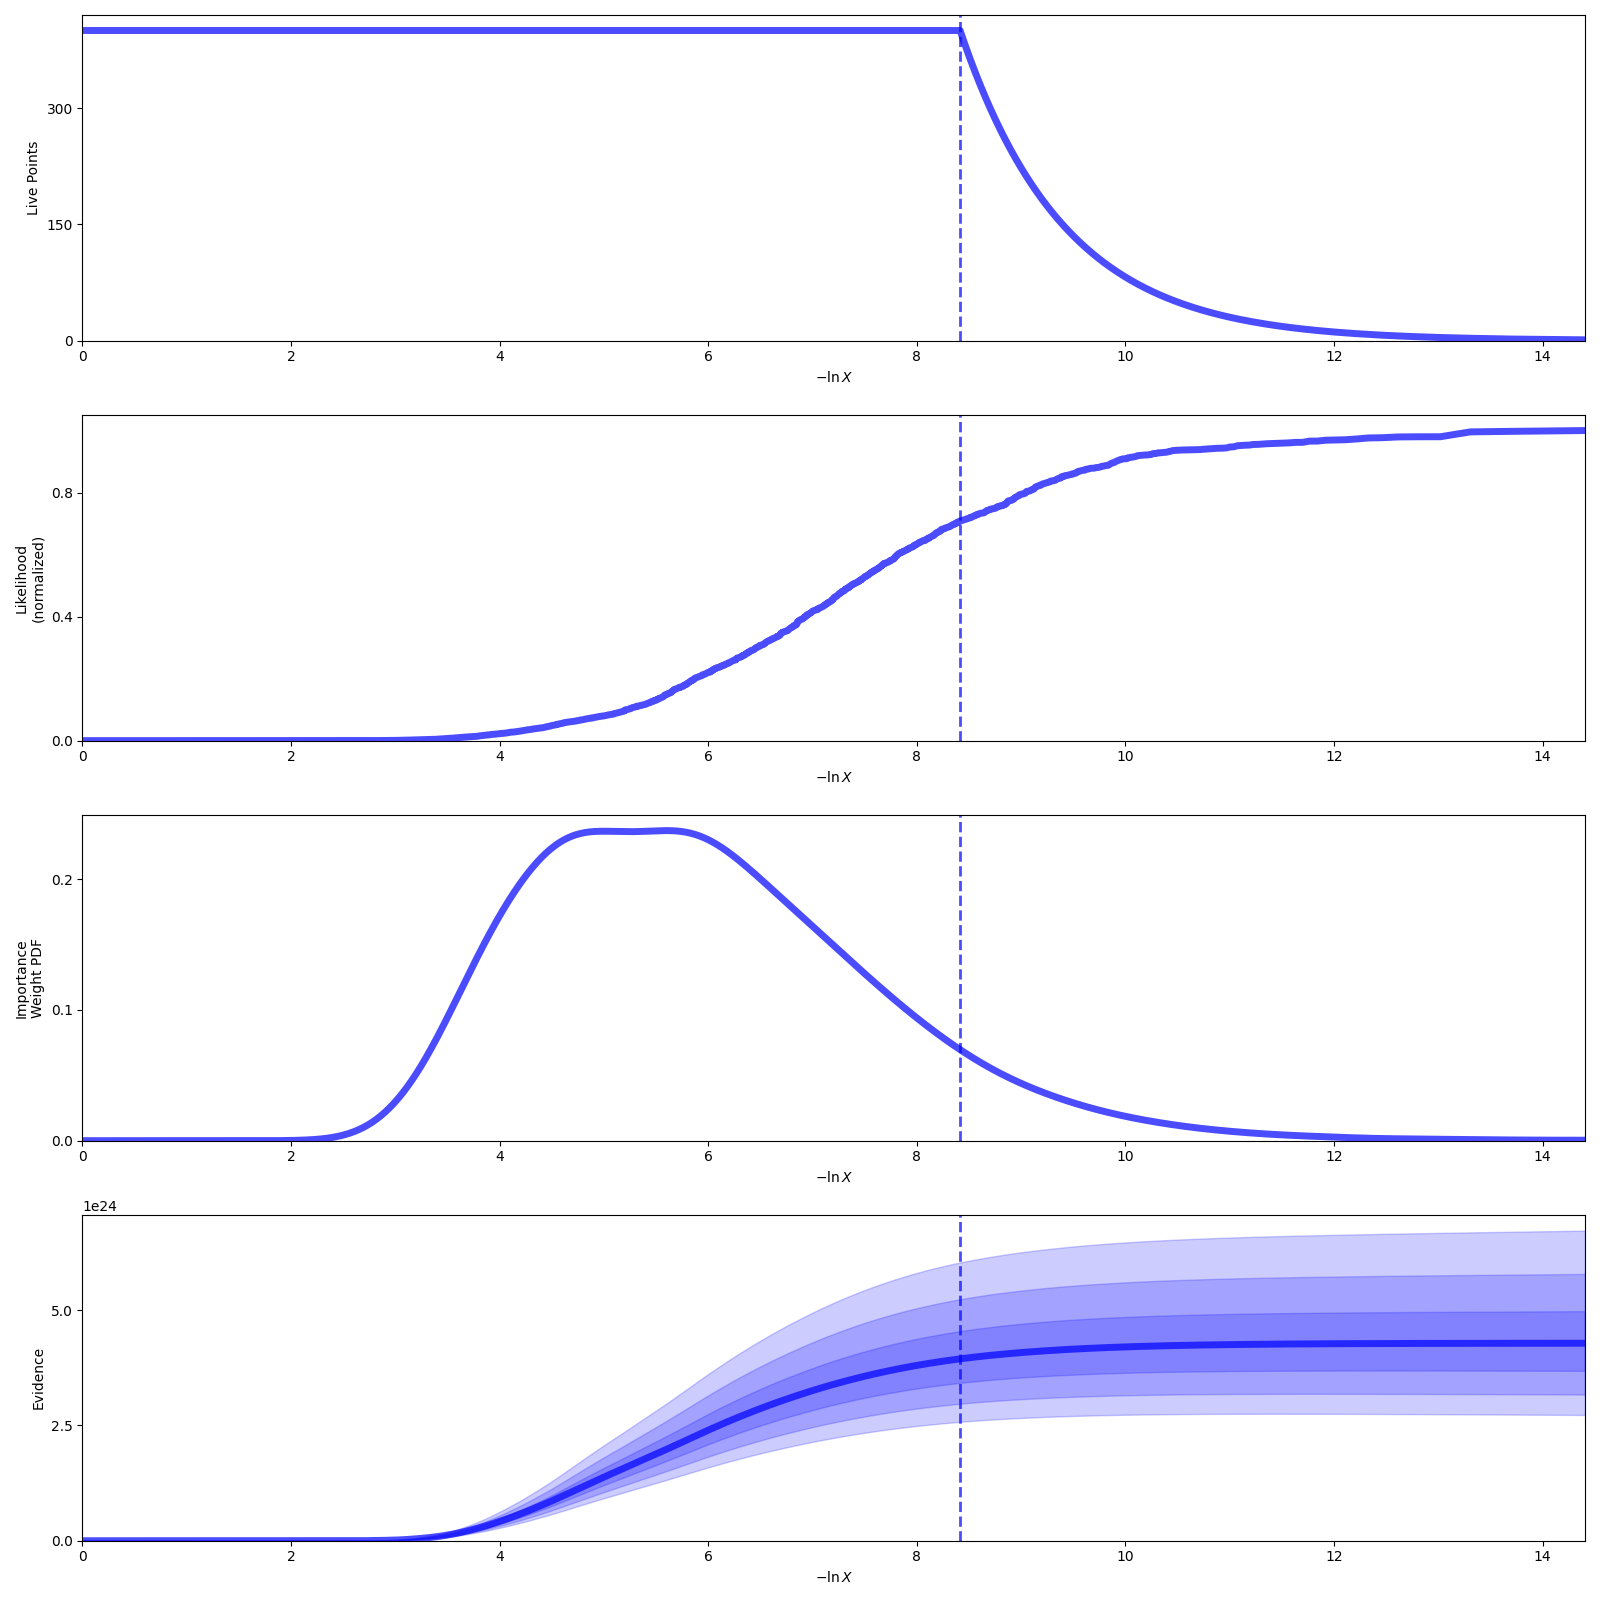 Live Points
300
150
0
0 2 4 6 8 10 12 14
−ln X
Likelihood
(normalized)
0.8
0.4
0.0
0 2 4 6 8 10 12 14
−ln X
Importance
Weight PDF
0.2
0.1
0.0
0 2 4 6 8 10 12 14
−ln X
1e24
Evidence
5.0
2.5
0.0
0 2 4 6 8 10 12 14
−ln X